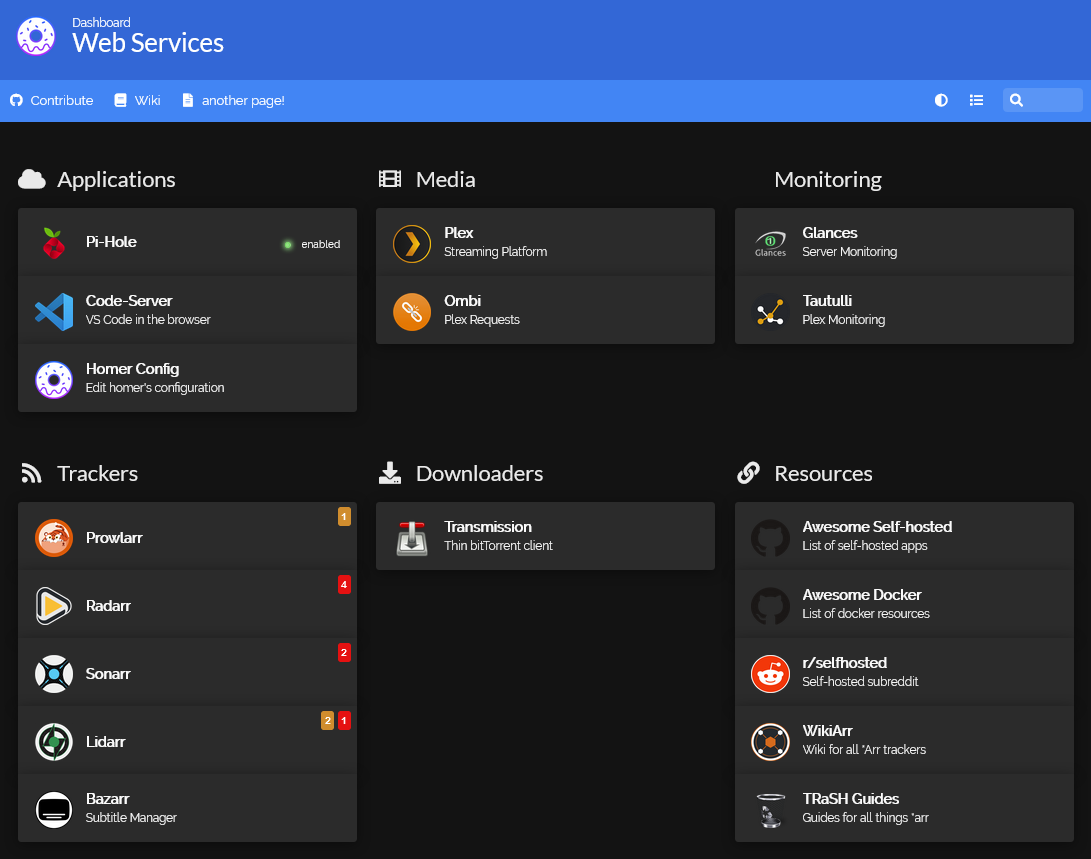 Dashboard
Web Services
Contribute
Wiki
another page!
Applications
Pi-Hole
enabled
Code-Server
VS Code in the browser
Homer Config
Edit homer's configuration
Media
Plex
Streaming Platform
Ombi
Plex Requests
Monitoring
Glances
Glances
Server Monitoring
Tautulli
Plex Monitoring
Trackers
Prowlarr
1
Radarr
4
Sonarr
2
Lidarr
2 1
Bazarr
Subtitle Manager
Downloaders
Transmission
Thin bitTorrent client
Resources
Awesome Self-hosted
List of self-hosted apps
Awesome Docker
List of docker resources
r/selfhosted
Self-hosted subreddit
WikiArr
Wiki for all *Arr trackers
TRaSH Guides
Guides for all things *arr